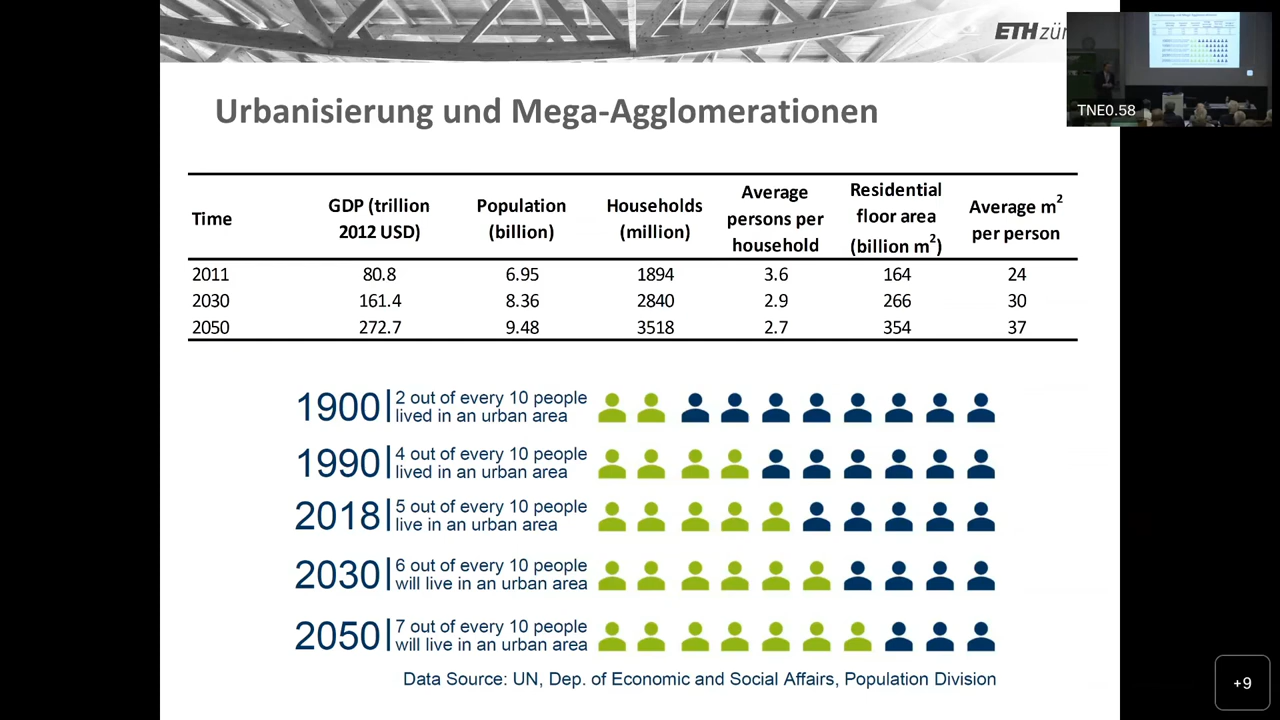 ETH zür
TNE0.58
Urbanisierung und Mega-Agglomerationen
Time
GDP (trillion
2012 USD)
Population
(billion)
Households
(million)
Average
persons per
household
Residential
floor area
(billion m2)
Average m2
per person
2011 80.8 6.95 1894 3.6 164 24
2030 161.4 8.36 2840 2.9 266 30
2050 272.7 9.48 3518 2.7 354 37
1900
2 out of every 10 people
lived in an urban area
1990
4 out of every 10 people
lived in an urban area
2018
5 out of every 10 people
live in an urban area
2030
6 out of every 10 people
will live in an urban area
2050
7 out of every 10 people
will live in an urban area
Data Source: UN, Dep. of Economic and Social Affairs, Population Division
+9